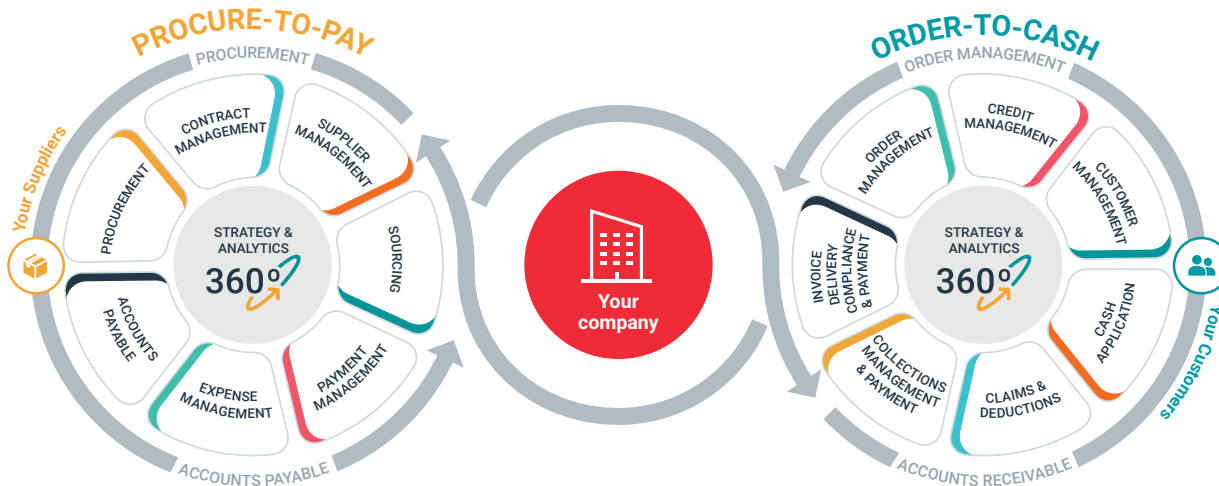 PROCURE-TO-PAY
PROCUREMENT
Your Suppliers
CONTRACT
MANAGEMENT
SUPPLIER
MANAGEMENT
PROCUREMENT
SOURCING
STRATEGY &
ANALYTICS
360º
ACCOUNTS
PAYABLE
EXPENSE
MANAGEMENT
PAYMENT
MANAGEMENT
ACCOUNTS PAYABLE
Your
company
ORDER-TO-CASH
ORDER MANAGEMENT
ORDER
MANAGEMENT
CREDIT
MANAGEMENT
CUSTOMER
MANAGEMENT
INVOICE
DELIVERY
COMPLIANCE
& PAYMENT
STRATEGY &
ANALYTICS
360º
CASH
APPLICATION
COLLECTIONS
MANAGEMENT
& PAYMENT
CLAIMS &
DEDUCTIONS
Your Customers
ACCOUNTS RECEIVABLE